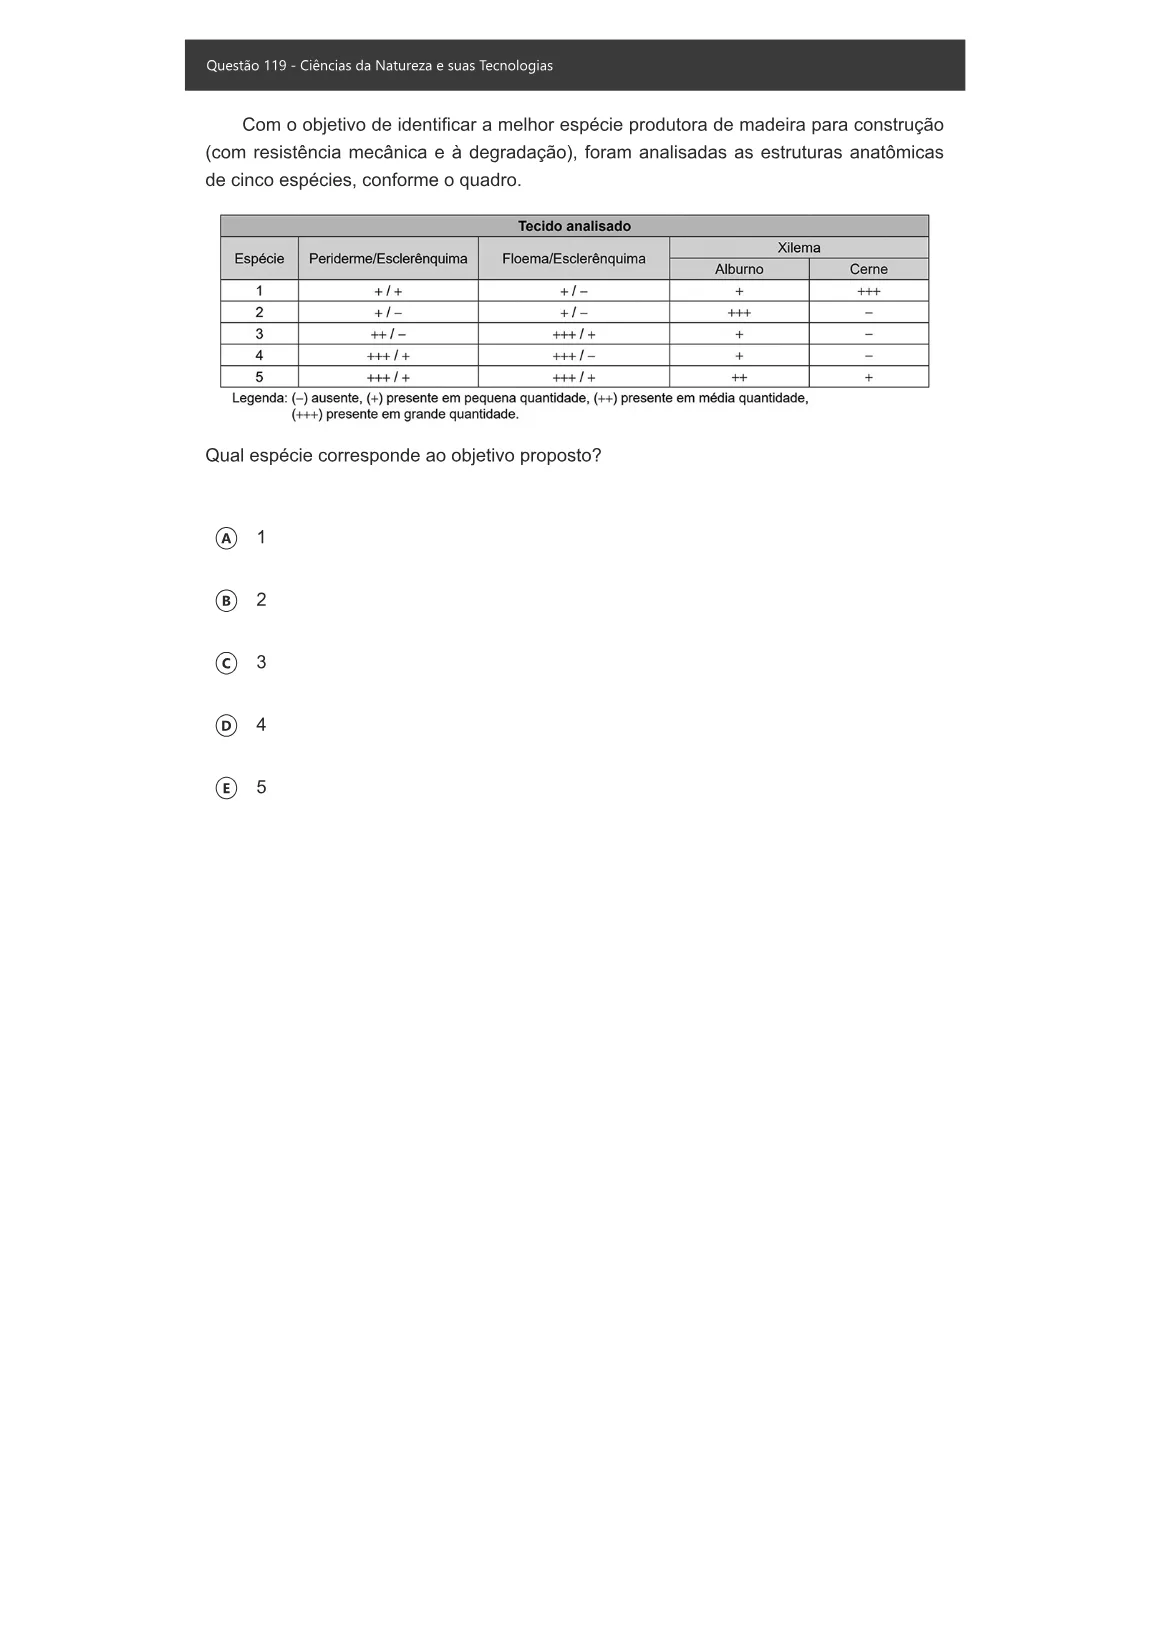 Questão 119 - Ciências da Natureza e suas Tecnologias
Com o objetivo de identificar a melhor espécie produtora de madeira para construção
(com resistência mecânica e à degradação), foram analisadas as estruturas anatômicas
de cinco espécies, conforme o quadro.
Tecido analisado
Espécie Periderme/Esclerênquima Floema/Esclerênquima Xilema
Alburno Cerne
1 + / + + / – + +++
2 + / – + / – +++ –
3 ++ / – +++ / + + –
4 +++ / + +++ / – + –
5 +++ / + +++ / + ++ +
Legenda: (–) ausente, (+) presente em pequena quantidade, (++) presente em média quantidade,
(+++) presente em grande quantidade.
Qual espécie corresponde ao objetivo proposto?
A 1
B 2
C 3
D 4
E 5